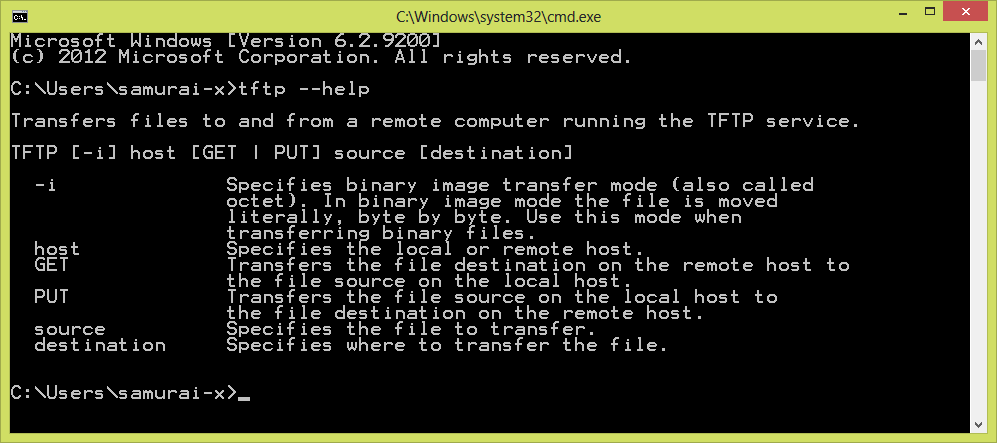 C:\Windows\system32\cmd.exe
Microsoft Windows [Version 6.2.9200]
(c) 2012 Microsoft Corporation. All rights reserved.
C:\Users\samurai-x>tftp --help
Transfers files to and from a remote computer running the TFTP service.
TFTP [-i] host [GET | PUT] source [destination]
-i Specifies binary image transfer mode (also called
octet). In binary image mode the file is moved
literally, byte by byte. Use this mode when
transferring binary files.
host Specifies the local or remote host.
GET Transfers the file destination on the remote host to
the file source on the local host.
PUT Transfers the file source on the local host to
the file destination on the remote host.
source Specifies the file to transfer.
destination Specifies where to transfer the file.
C:\Users\samurai-x>_